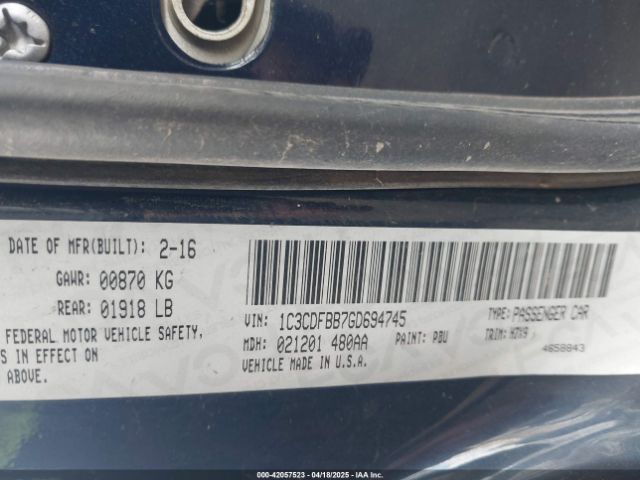 DATE OF MFR(BUILT): 2-16
GAWR: 00870 KG
REAR: 01918 LB
FEDERAL MOTOR VEHICLE SAFETY,
S IN EFFECT ON
ABOVE.
VIN: 1C3CDFBB7GD694745
TYPE: PASSENGER CAR
MDH: 021201 480AA
PAINT: PBU
TRIM:
VEHICLE MADE IN U.S.A.
4658843
000-42057523 - 04/18/2025 - IAA Inc.